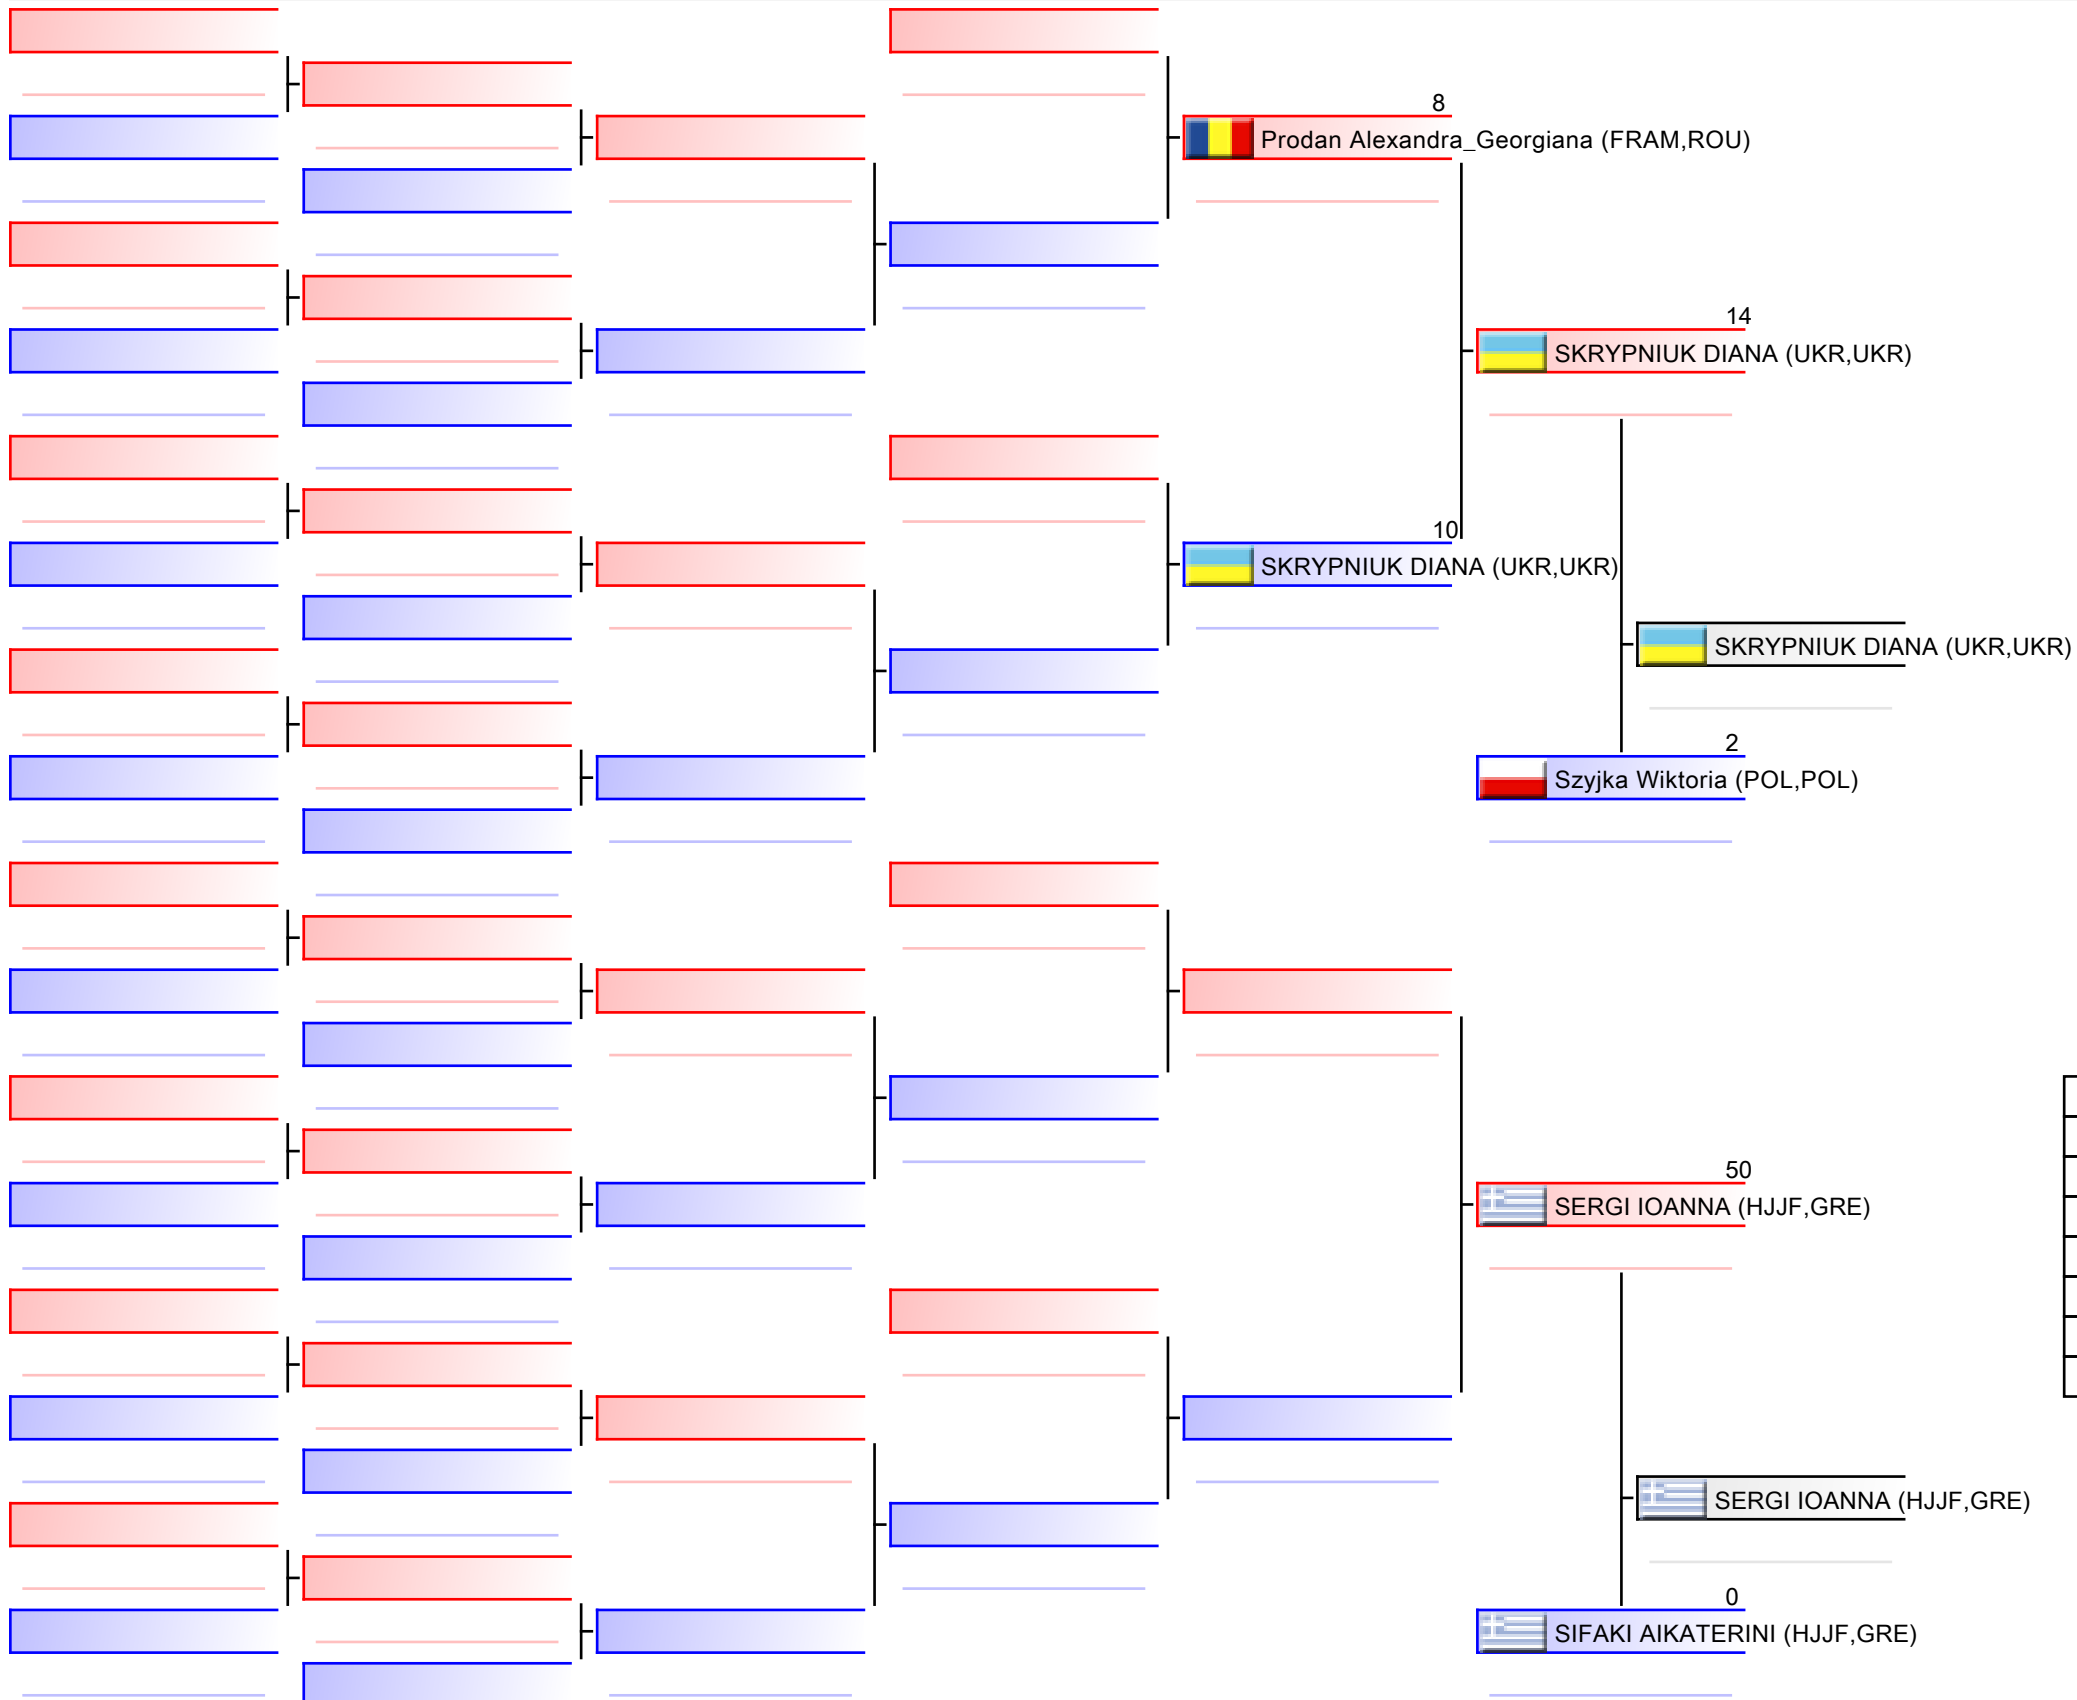 8
Prodan Alexandra_Georgiana (FRAM,ROU)
14
SKRYPNIUK DIANA (UKR,UKR)
10
SKRYPNIUK DIANA (UKR,UKR)
SKRYPNIUK DIANA (UKR,UKR)
2
Szyjka Wiktoria (POL,POL)
50
SERGI IOANNA (HJJF,GRE)
SERGI IOANNA (HJJF,GRE)
0
SIFAKI AIKATERINI (HJJF,GRE)